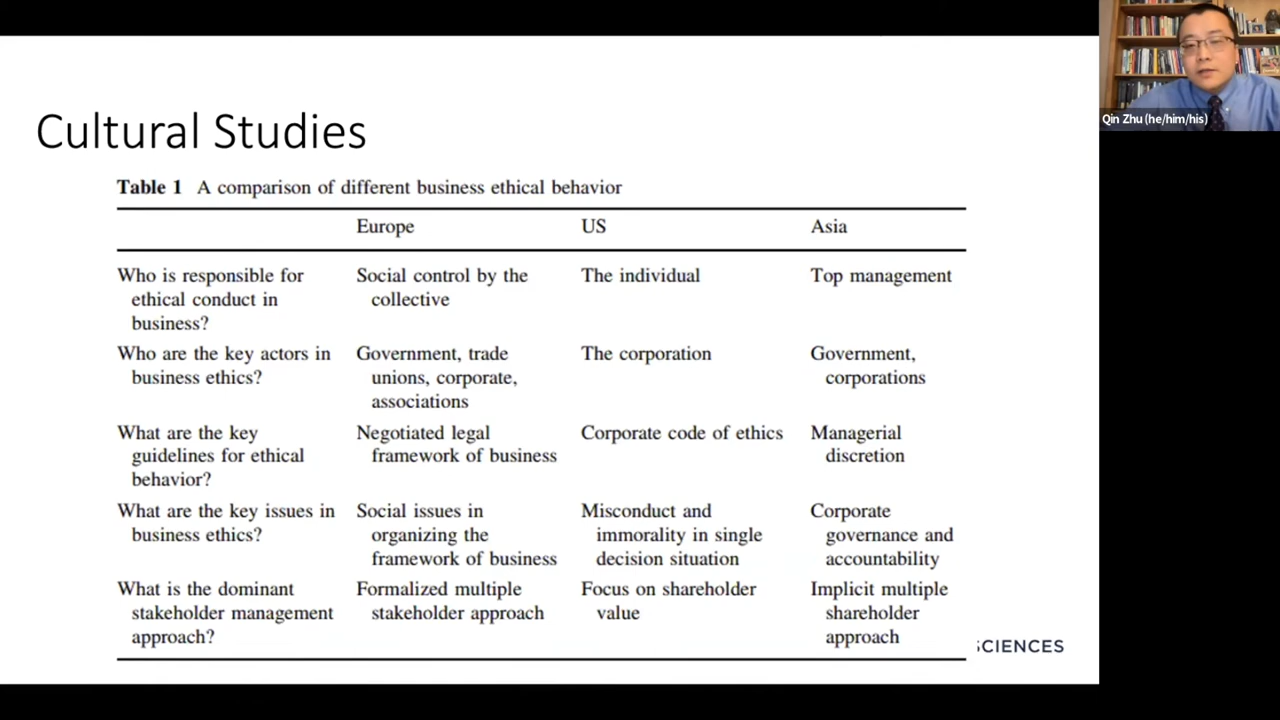 Qin Zhu (he/him/his)
Cultural Studies
Table 1 A comparison of different business ethical behavior
Europe US Asia
Who is responsible for Social control by the The individual Top management
ethical conduct in collective
business?
Who are the key actors in Government, trade The corporation Government,
business ethics? unions, corporate, corporations
associations
What are the key Negotiated legal Corporate code of ethics Managerial
guidelines for ethical framework of business discretion
behavior?
What are the key issues in Social issues in Misconduct and Corporate
business ethics? organizing the immorality in single governance and
framework of business decision situation accountability
What is the dominant Formalized multiple Focus on shareholder Implicit multiple
stakeholder management stakeholder approach value shareholder
approach? approach
SCIENCES